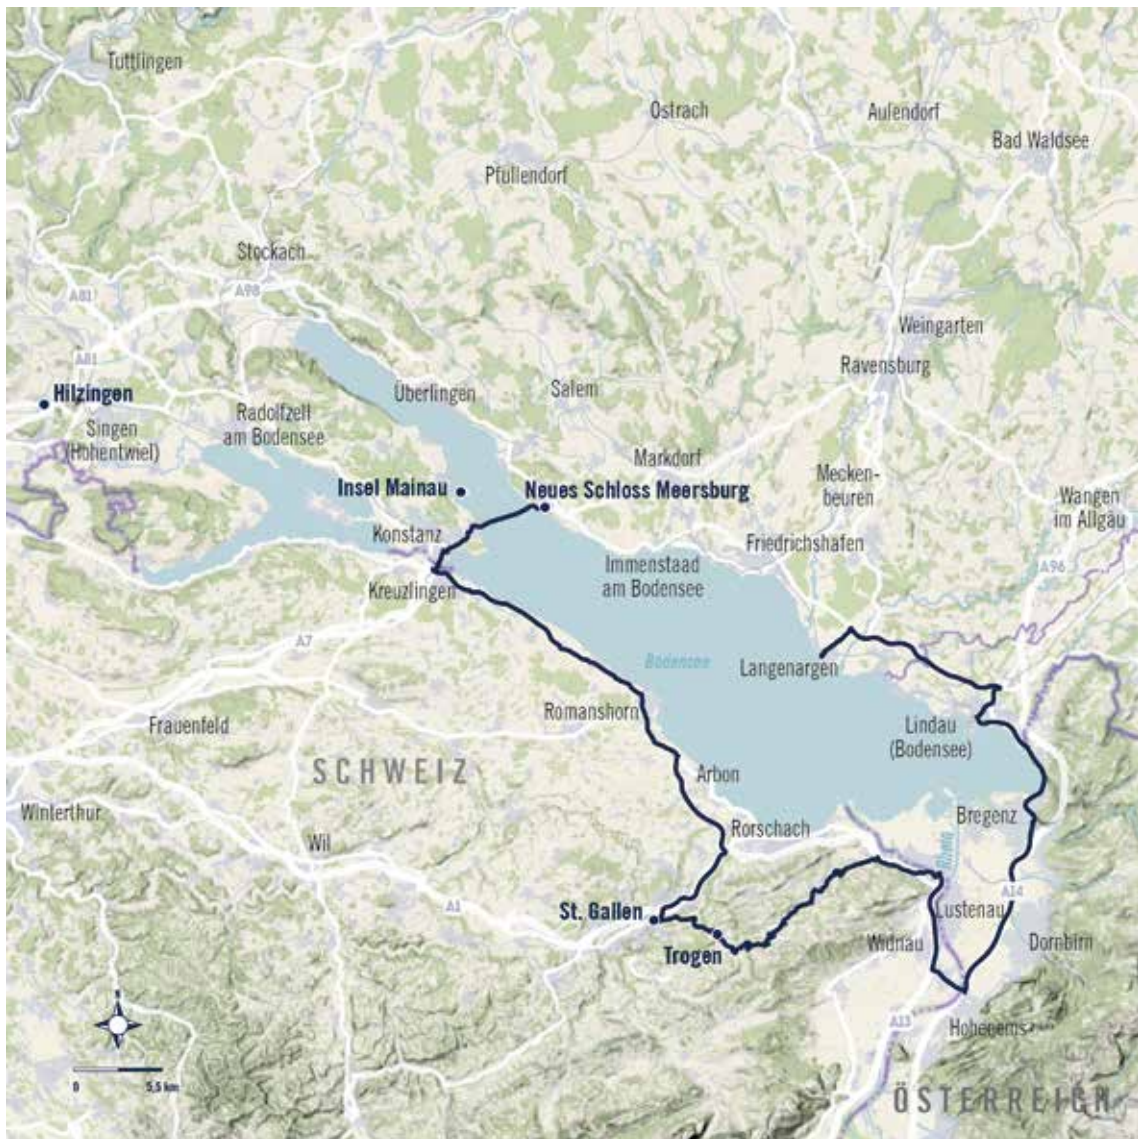 Tuttlingen
Ostrach
Aulendorf
Bad Waldsee
Pfullendorf
Stockach
A81
A98
Weingarten
A81
Ravensburg
Hilzingen
Überlingen
Salem
Radolfzell
am Bodensee
Singen
(Hohentwiel)
Markdorf
Insel Mainau
Neues Schloss Meersburg
Mecken-
beuren
Wangen
im Allgäu
Konstanz
Friedrichshafen
Immenstaad
am Bodensee
A96
Kreuzlingen
A7
Bodensee
Langenargen
Romanshorn
Frauenfeld
Lindau
(Bodensee)
SCHWEIZ
Arbon
Winterthur
Bregenz
Rorschach
Wil
Rhein
A14
A1
St. Gallen
Lustenau
Trogen
Widnau
Dornbirn
N
A13
Hohenems
0
5,5 km
ÖSTERREICH